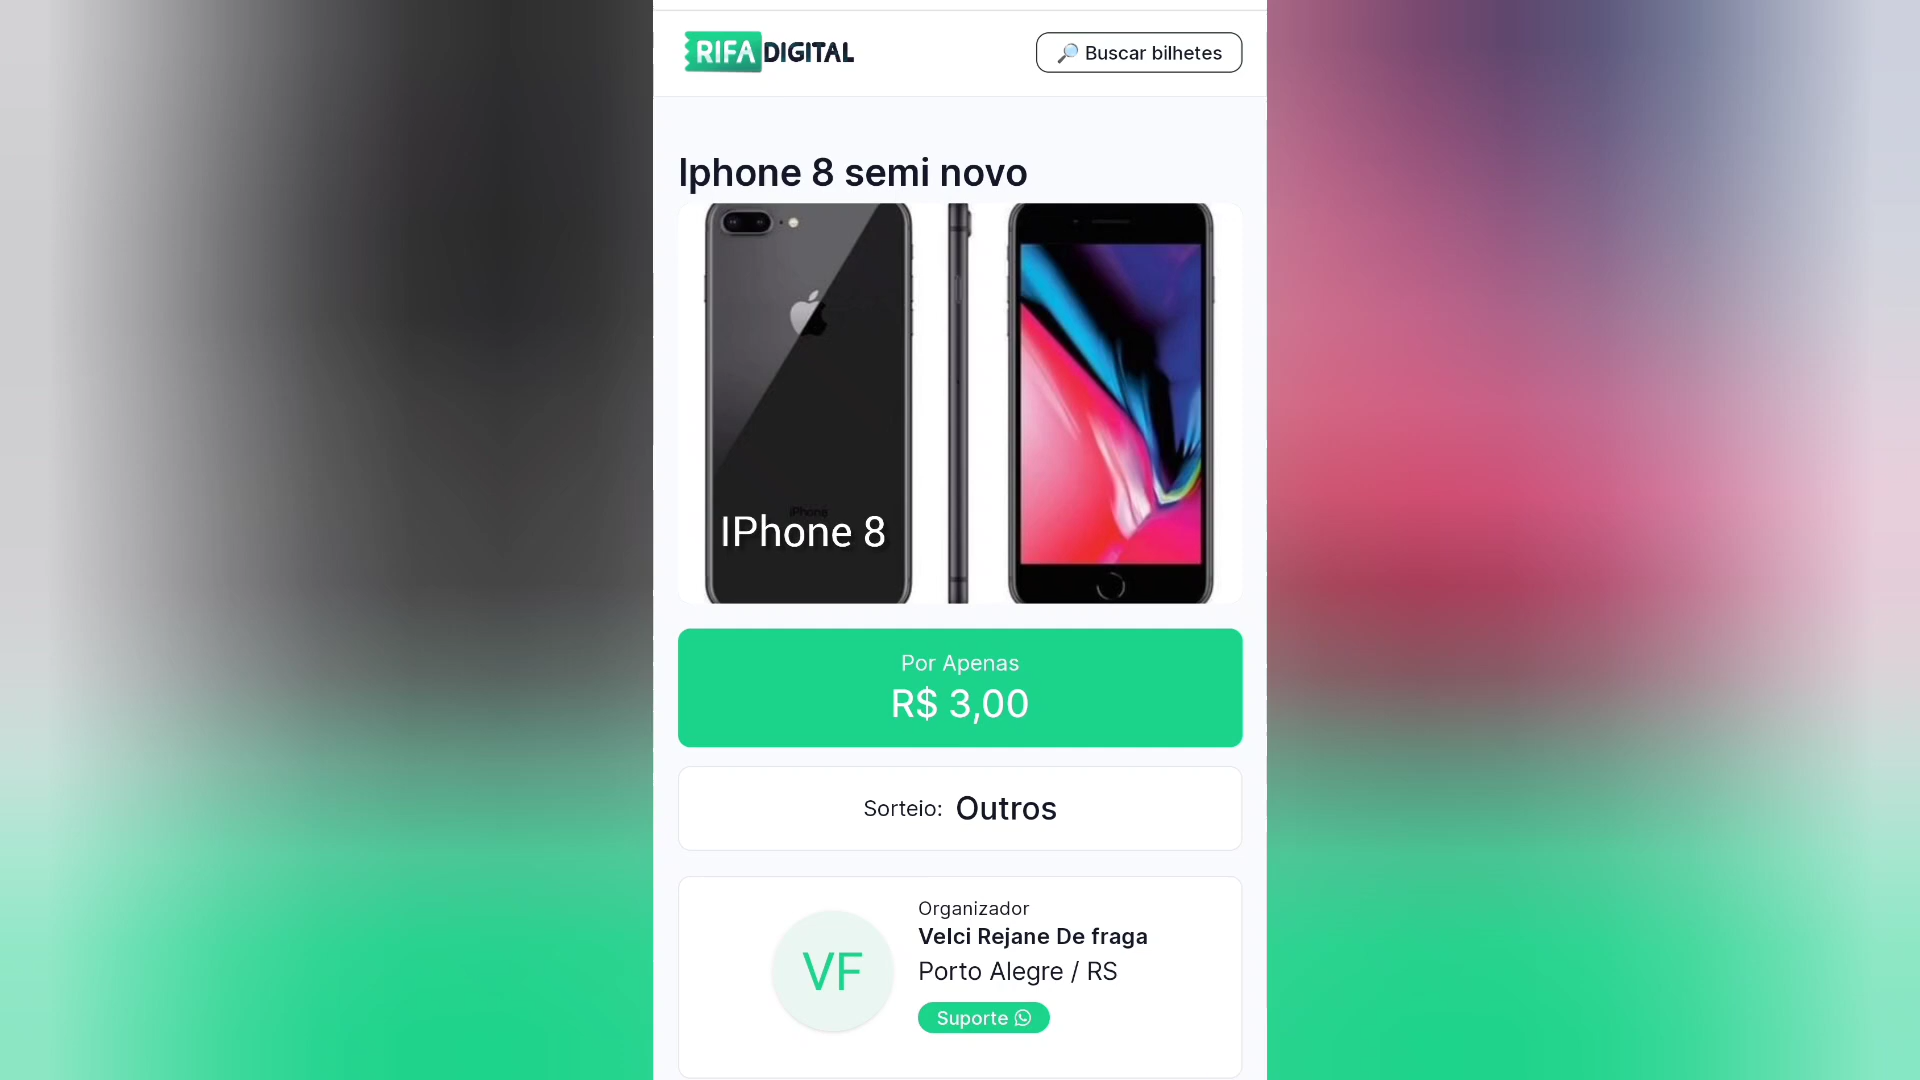 RIFA DIGITAL
🔎 Buscar bilhetes
Iphone 8 semi novo
iPhone
IPhone 8
Por Apenas
R$ 3,00
Sorteio: Outros
VF
Organizador
Velci Rejane De fraga
Porto Alegre / RS
Suporte